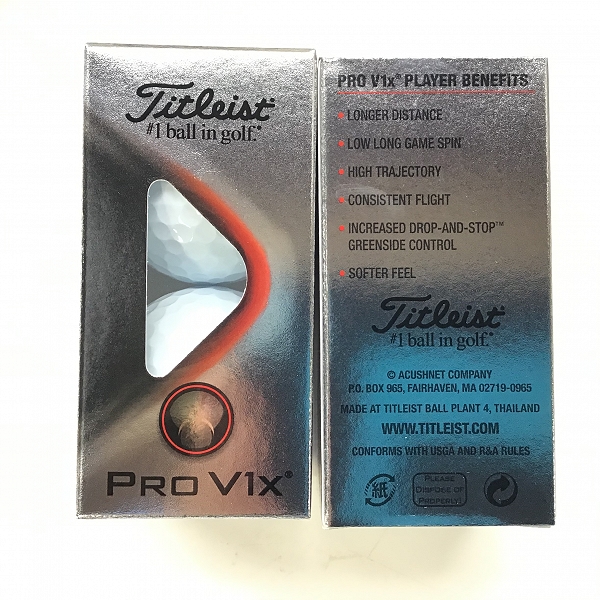 Titleist®
#1 ball in golf.®
PRO V1x®
PRO V1x® PLAYER BENEFITS
• LONGER DISTANCE
• LOW LONG GAME SPIN
• HIGH TRAJECTORY
• CONSISTENT FLIGHT
• INCREASED DROP-AND-STOP™
GREENSIDE CONTROL
• SOFTER FEEL
Titleist®
#1 ball in golf.®
© ACUSHNET COMPANY
P.O. BOX 965, FAIRHAVEN, MA 02719-0965
MADE AT TITLEIST BALL PLANT 4, THAILAND
WWW.TITLEIST.COM
CONFORMS WITH USGA AND R&A RULES
紙
PLEASE
DISPOSE OF
PROPERLY!